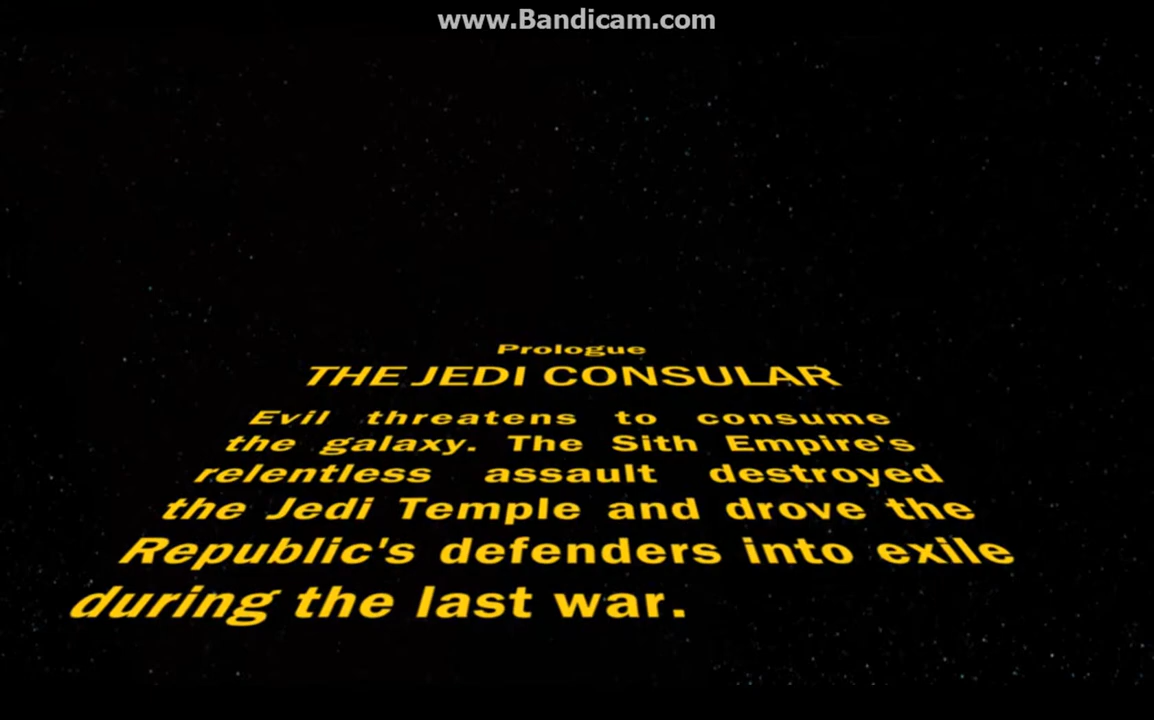 www.Bandicam.com
Prologue
THE JEDI CONSULAR
Evil threatens to consume
the galaxy. The Sith Empire's
relentless assault destroyed
the Jedi Temple and drove the
Republic's defenders into exile
during the last war.